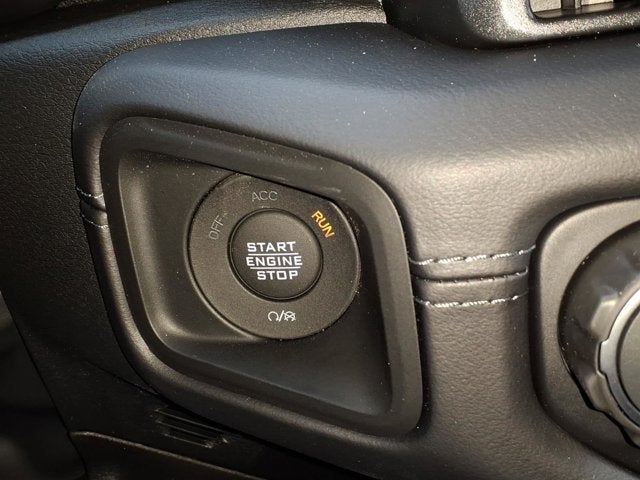 ACC
OFF
RUN
START
ENGINE
STOP